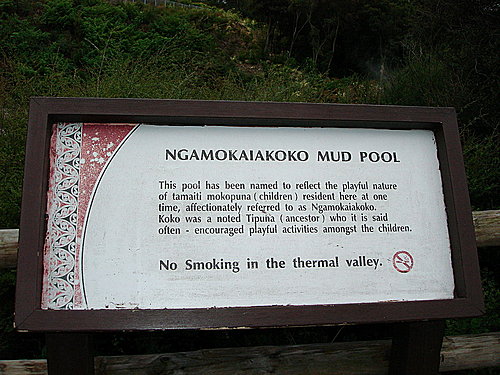 NGAMOKAIAKOKO MUD POOL
This pool has been named to reflect the playful nature
of tamaiti mokopuna (children) resident here at one
time, affectionately referred to as Ngamokaiakoko.
Koko was a noted Tipuna (ancestor) who it is said
often - encouraged playful activities amongst the children.
No Smoking in the thermal valley.